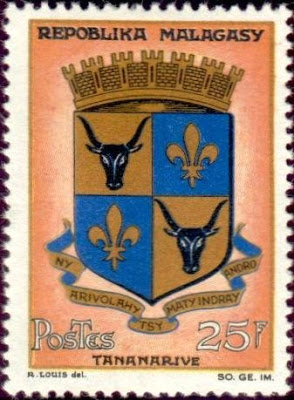 REPOBLIKA MALAGASY
NY ARIVOLAHY TSY MATY INDRAY ANDRO
POSTES 25F
TANANARIVE
R. LOUIS del. SO. GE. IM.